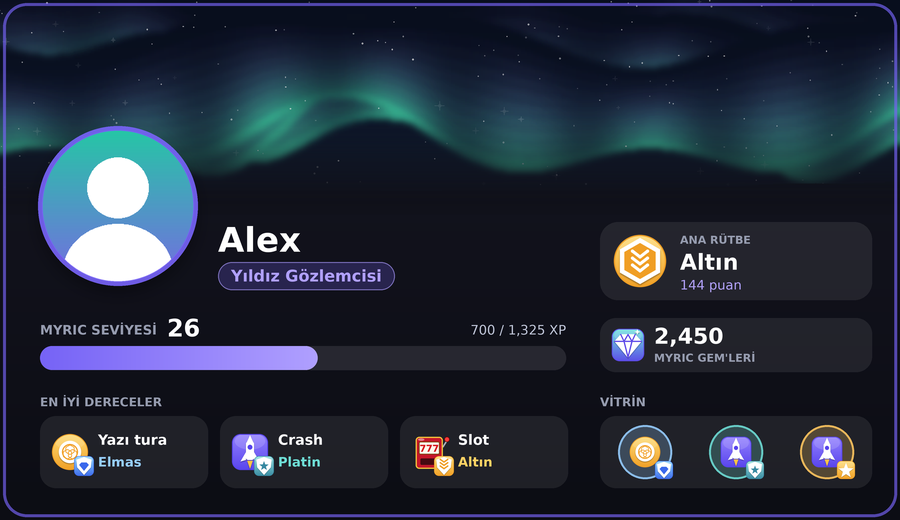 Alex
Yıldız Gözlemcisi
ANA RÜTBE
Altın
144 puan
MYRIC SEVİYESİ 26
700 / 1,325 XP
2,450
MYRIC GEM'LERİ
EN İYİ DERECELER
Yazı tura
Elmas
Crash
Platin
777
Slot
Altın
VİTRİN